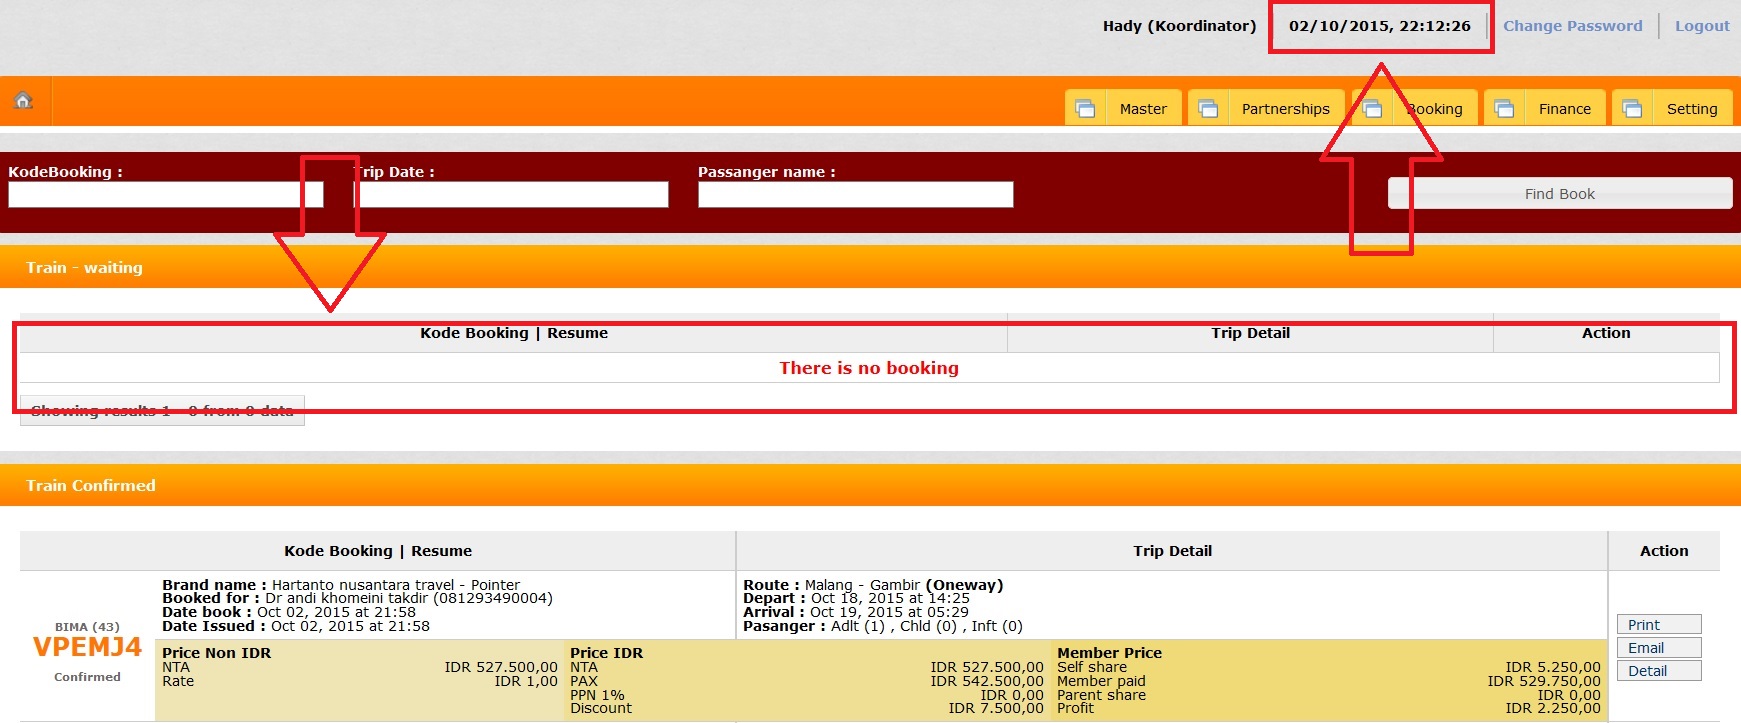 Hady (Koordinator) 02/10/2015, 22:12:26 Change Password Logout
Master Partnerships Booking Finance Setting
KodeBooking : Trip Date : Passanger name :
Find Book
Train - waiting
Kode Booking | Resume Trip Detail Action
There is no booking
Showing results 1 - 0 from 0 data
Train Confirmed
Kode Booking | Resume Trip Detail Action
BIMA (43)
VPEMJ4
Confirmed
Brand name : Hartanto nusantara travel - Pointer
Booked for : Dr andi khomeini takdir (081293490004)
Date book : Oct 02, 2015 at 21:58
Date Issued : Oct 02, 2015 at 21:58
Route : Malang - Gambir (Oneway)
Depart : Oct 18, 2015 at 14:25
Arrival : Oct 19, 2015 at 05:29
Pasanger : Adlt (1) , Chld (0) , Inft (0)
Price Non IDR
NTA IDR 527.500,00
Rate IDR 1,00
Price IDR
NTA IDR 527.500,00
PAX IDR 542.500,00
PPN 1% IDR 0,00
Discount IDR 7.500,00
Member Price
Self share IDR 5.250,00
Member paid IDR 529.750,00
Parent share IDR 0,00
Profit IDR 2.250,00
Print
Email
Detail